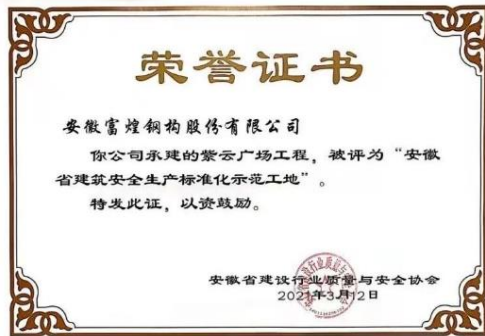 荣誉证书
安徽富煌钢构股份有限公司
你公司承建的紫云广场工程，被评为“安徽
省建筑安全生产标准化示范工地”。
特发此证，以资鼓励。
安徽省建设行业质量与安全协会
2021年3月12日